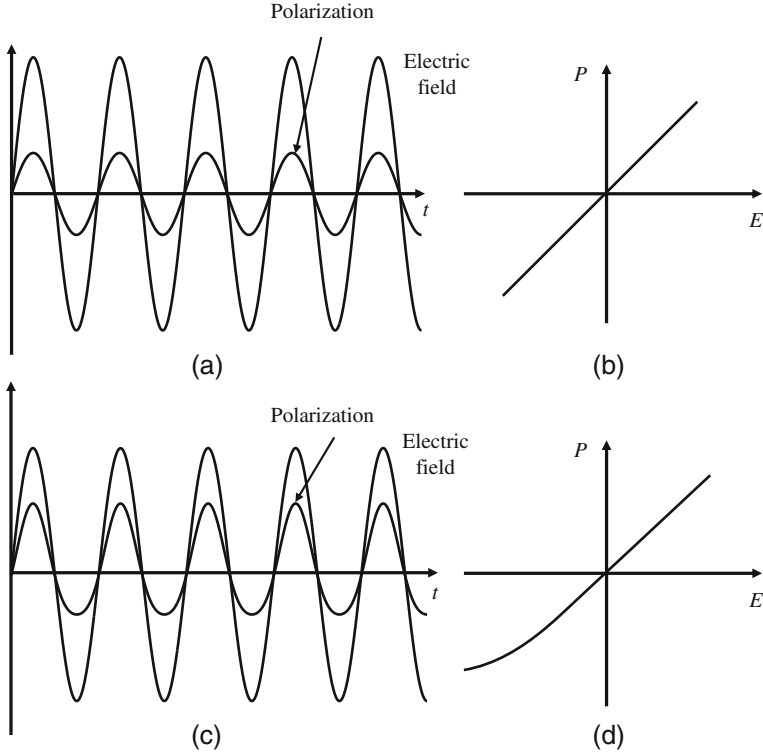 Polarization
Electric
field
P
t
E
(a)
(b)
Polarization
Electric
field
P
t
E
(c)
(d)